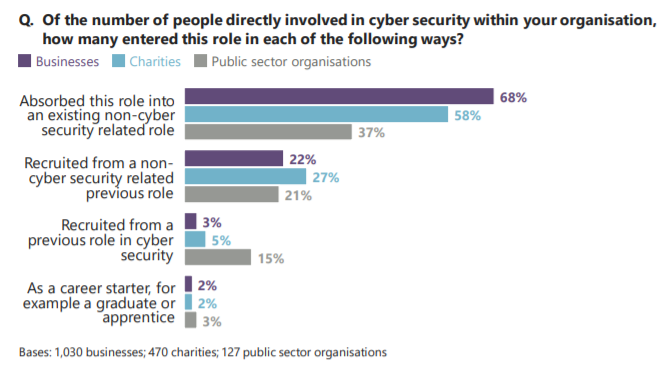 Q. Of the number of people directly involved in cyber security within your organisation,
how many entered this role in each of the following ways?
Businesses Charities Public sector organisations
Absorbed this role into
an existing non-cyber
security related role
68%
58%
37%
Recruited from a non-
cyber security related
previous role
22%
27%
21%
Recruited from a
previous role in cyber
security
3%
5%
15%
As a career starter, for
example a graduate or
apprentice
2%
2%
3%
Bases: 1,030 businesses; 470 charities; 127 public sector organisations